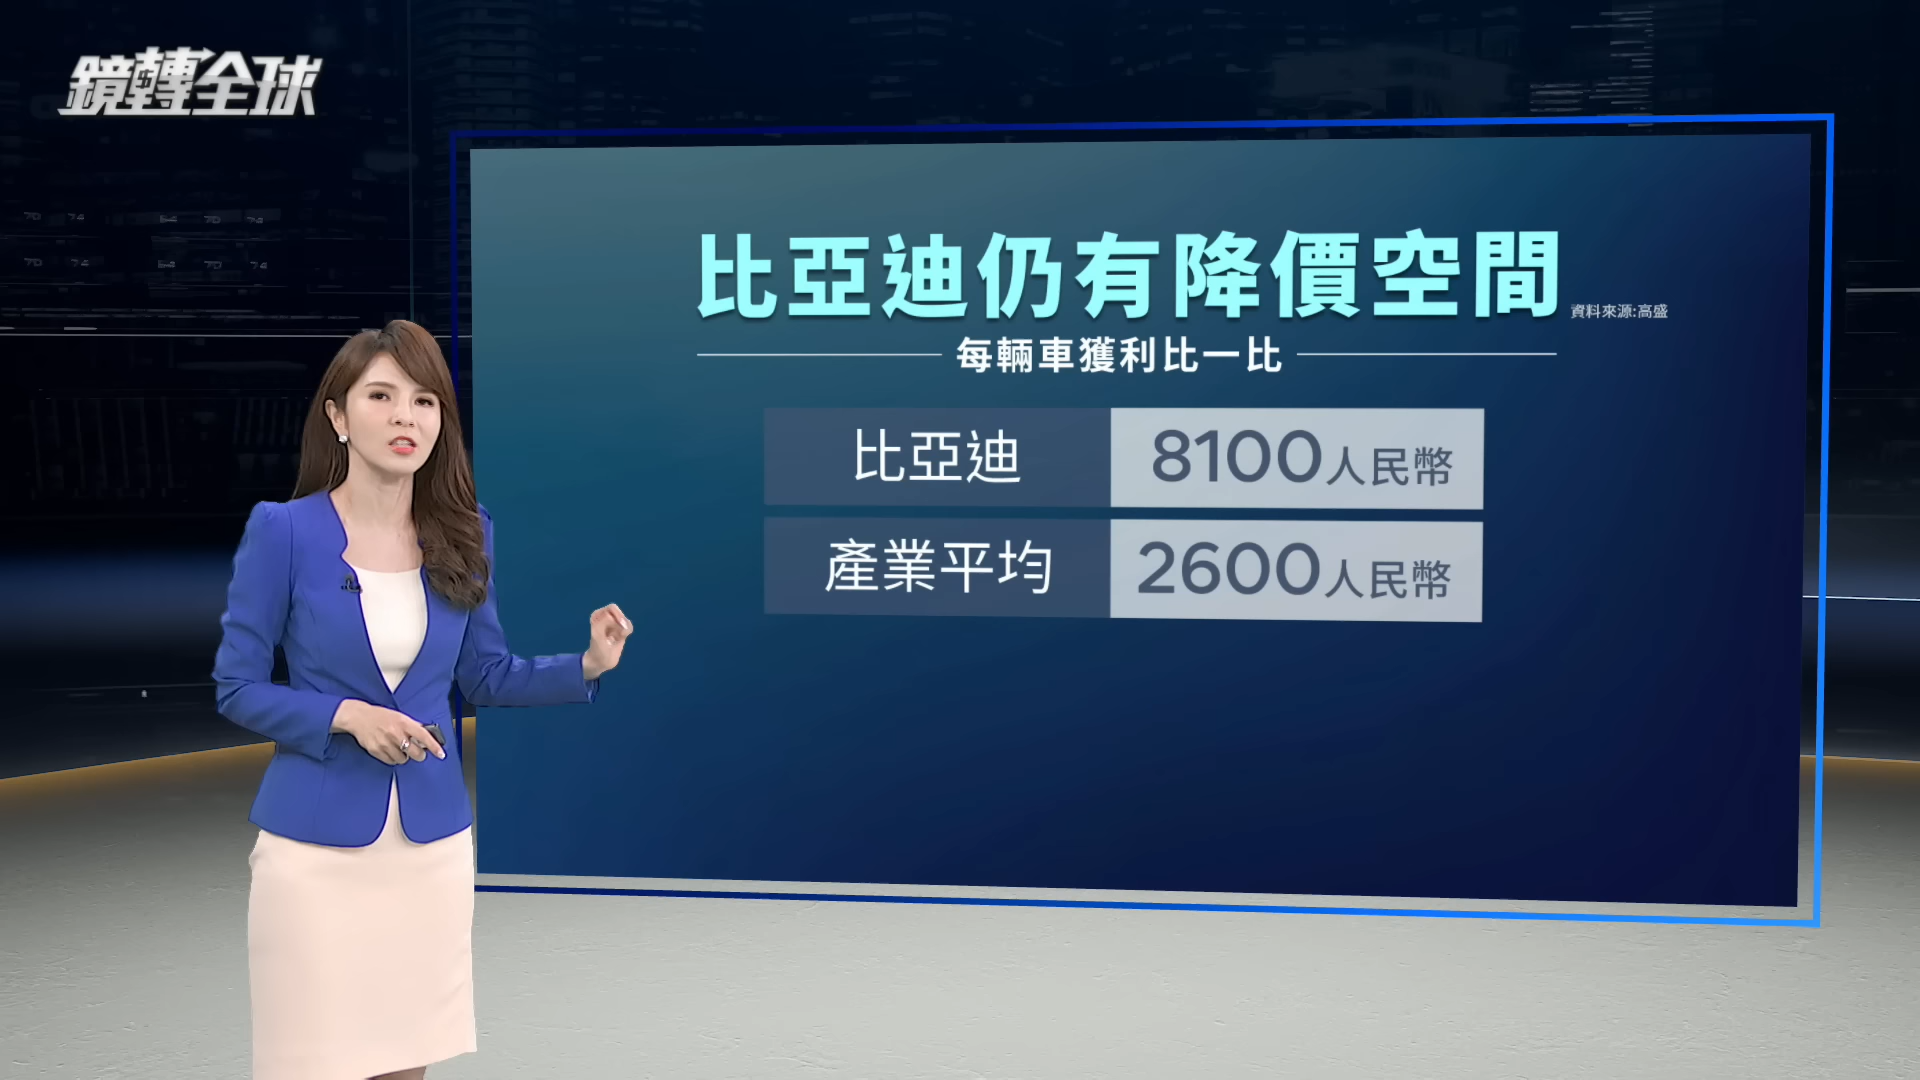 鏡轉全球
比亞迪仍有降價空間
資料來源:高盛
每輛車獲利比一比
比亞迪 8100人民幣
產業平均 2600人民幣